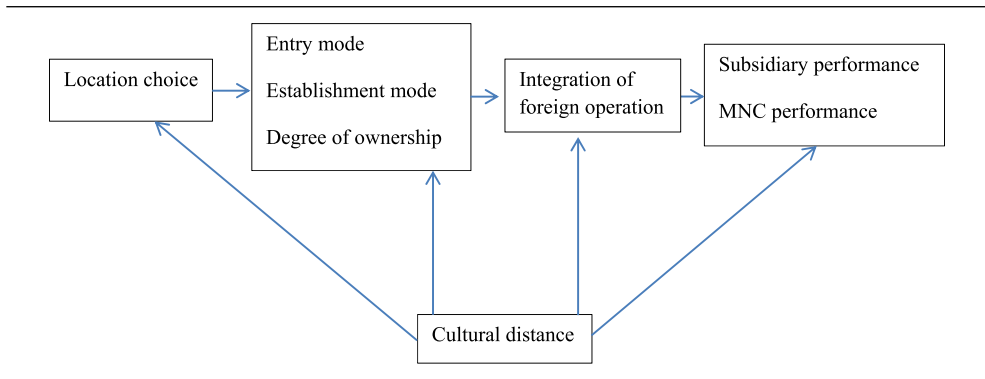 Location choice
Entry mode
Establishment mode
Degree of ownership
Integration of
foreign operation
Subsidiary performance
MNC performance
Cultural distance